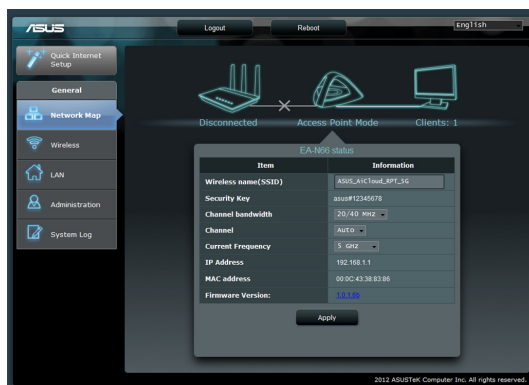 ASUS
Logout
Reboot
English
Quick Internet Setup
General
Network Map
Wireless
LAN
Administration
System Log
Disconnected
Access Point Mode
Clients: 1
EA-N66 status
Item Information
Wireless name(SSID) ASUS_AiCloud_RPT_5G
Security Key asus#12345678
Channel bandwidth 20/40 MHz
Channel Auto
Current Frequency 5 GHz
IP Address 192.168.1.1
MAC address 00:0C:43:38:83:86
Firmware Version: 1.0.1.60
Apply
2012 ASUSTeK Computer Inc. All rights reserved.